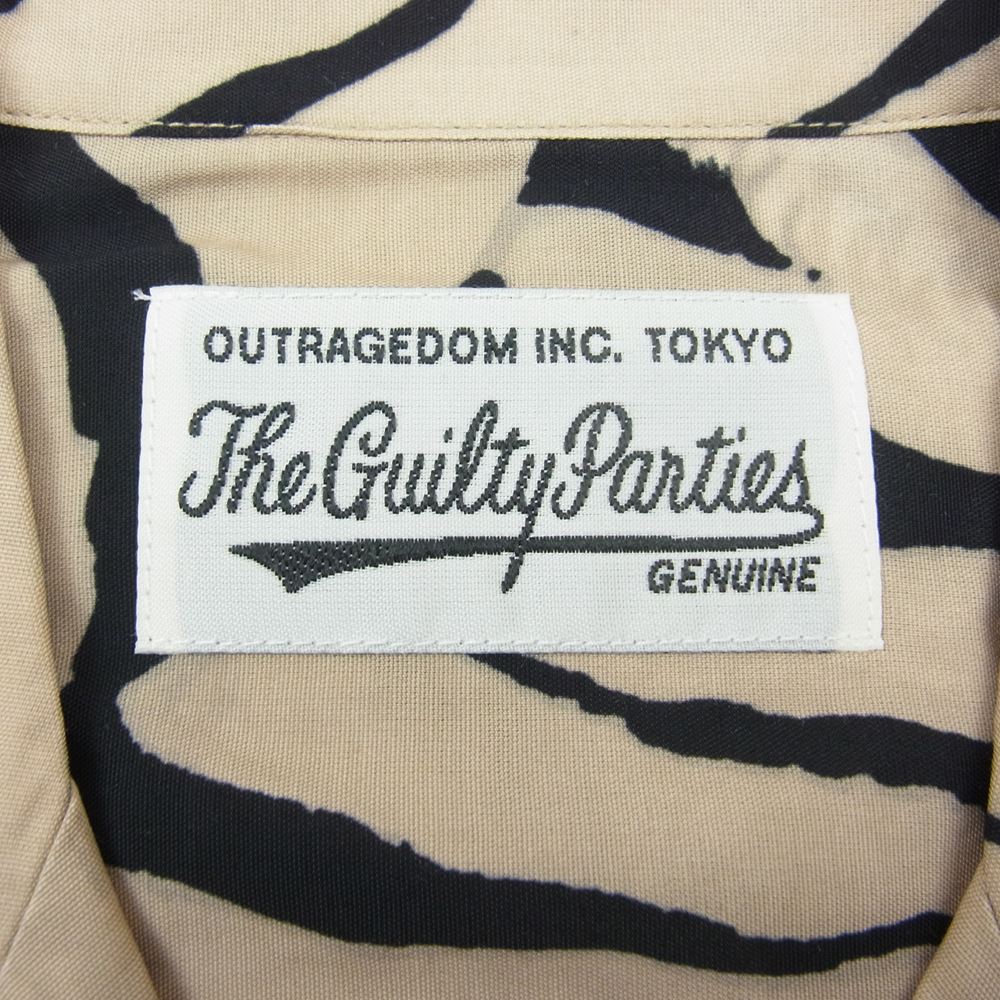 OUTRAGEDOM INC. TOKYO
The Guilty Parties
GENUINE